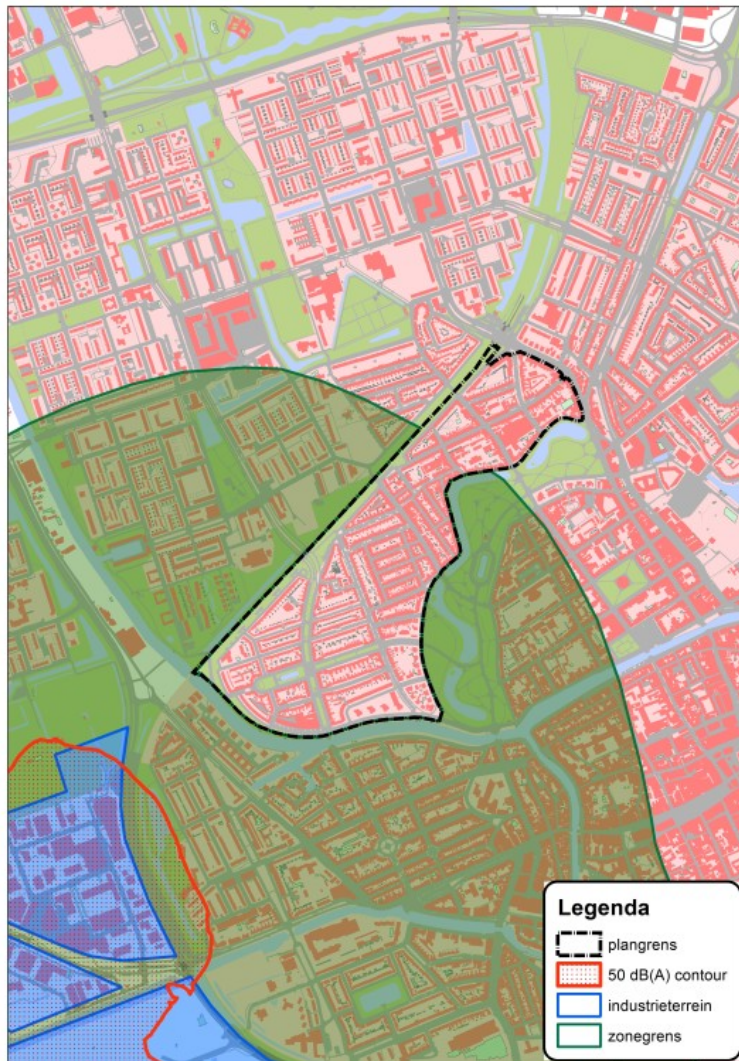 Legenda
plangrens
50 dB(A) contour
industrieterrein
zonegrens